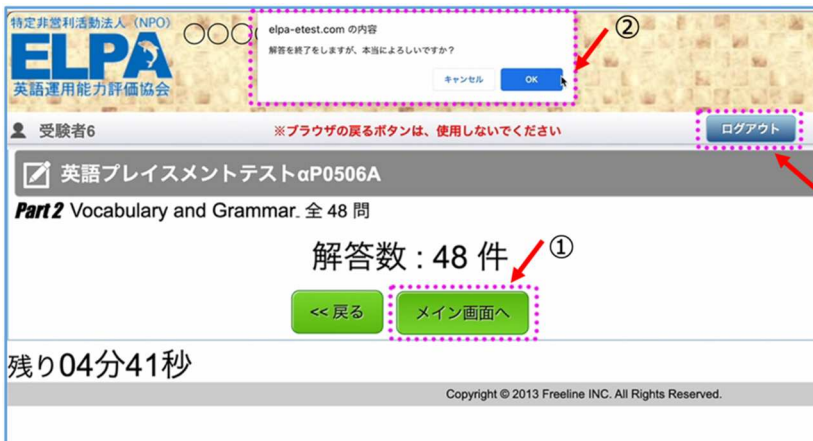 特定非営利活動法人（NPO）
ELPA
英語運用能力評価協会
elpa-etest.com の内容
解答を終了をしますが、本当によろしいですか？
キャンセル
OK
②
受験者6
※ブラウザの戻るボタンは、使用しないでください
ログアウト
英語プレイスメントテストαP0506A
Part 2 Vocabulary and Grammar. 全 48 問
解答数 : 48 件
①
<< 戻る
メイン画面へ
残り04分41秒
Copyright © 2013 Freeline INC. All Rights Reserved.